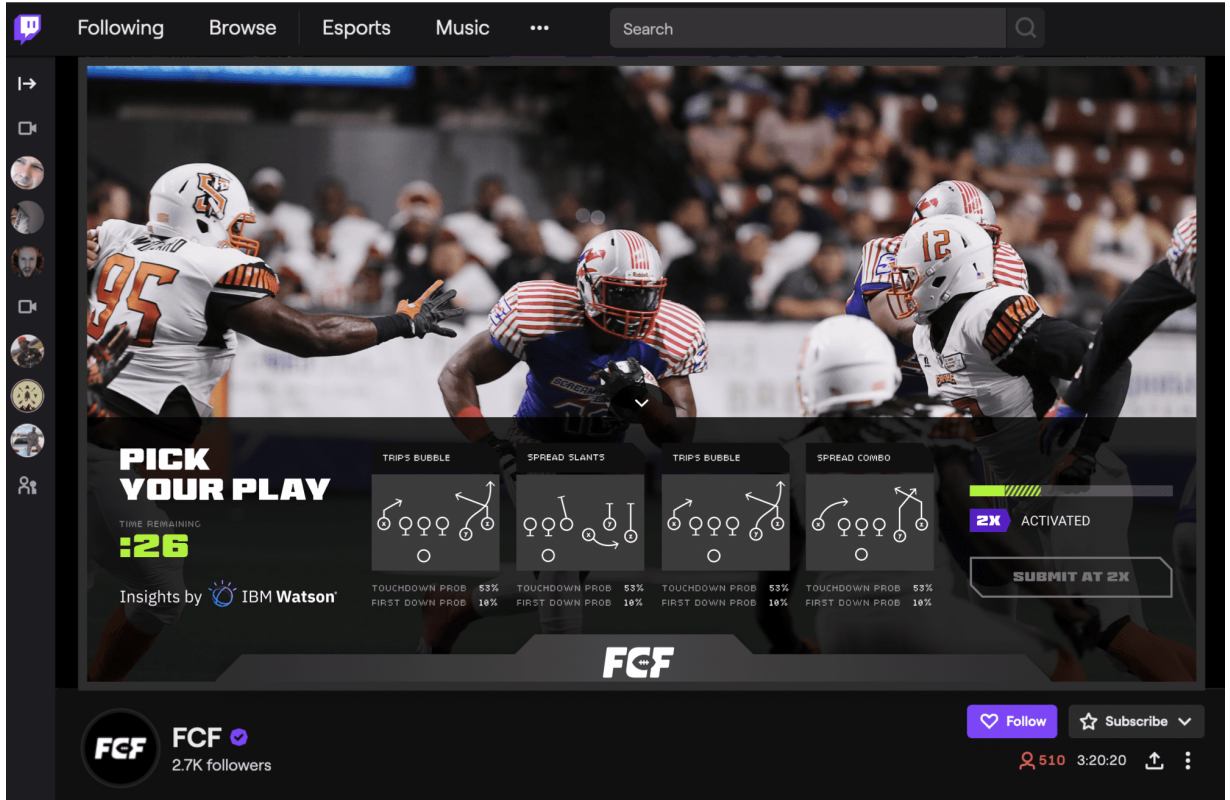 Following Browse Esports Music ••• Search
95
12
PICK
YOUR PLAY
TIME REMAINING
:26
Insights by IBM Watson
TRIPS BUBBLE
TOUCHDOWN PROB 53%
FIRST DOWN PROB 10%
SPREAD SLANTS
TOUCHDOWN PROB 53%
FIRST DOWN PROB 10%
TRIPS BUBBLE
TOUCHDOWN PROB 53%
FIRST DOWN PROB 10%
SPREAD COMBO
TOUCHDOWN PROB 53%
FIRST DOWN PROB 10%
2X ACTIVATED
SUBMIT AT 2X
FCF
FCF
FCF
2.7K followers
Follow Subscribe
510 3:20:20